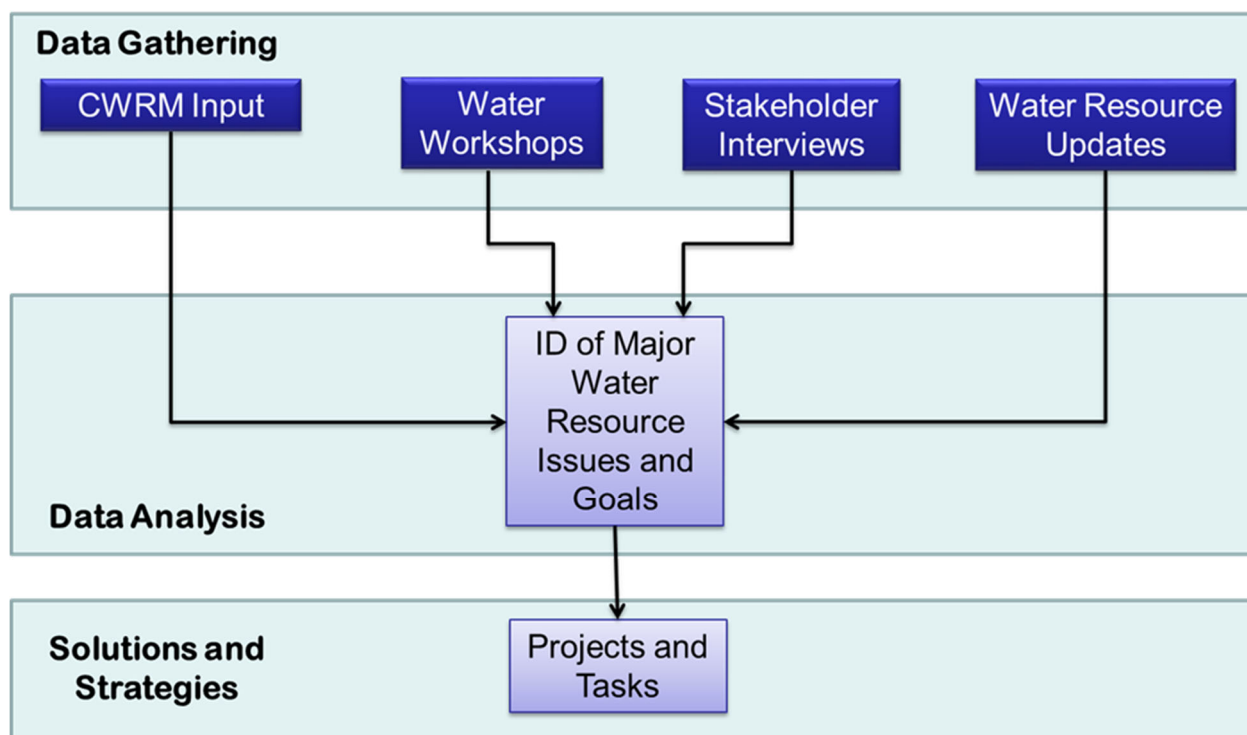 Data Gathering
CWRM Input
Water
Workshops
Stakeholder
Interviews
Water Resource
Updates
ID of Major
Water
Resource
Issues and
Goals
Data Analysis
Solutions and
Strategies
Projects and
Tasks